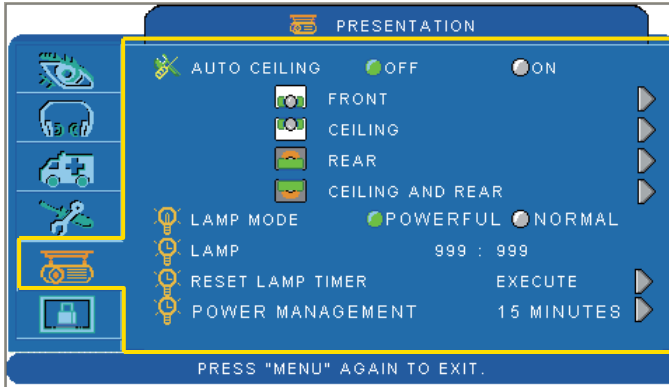 PRESENTATION
AUTO CEILING OFF ON
FRONT
CEILING
REAR
CEILING AND REAR
LAMP MODE POWERFUL NORMAL
LAMP 999 : 999
RESET LAMP TIMER EXECUTE
POWER MANAGEMENT 15 MINUTES
PRESS "MENU" AGAIN TO EXIT.